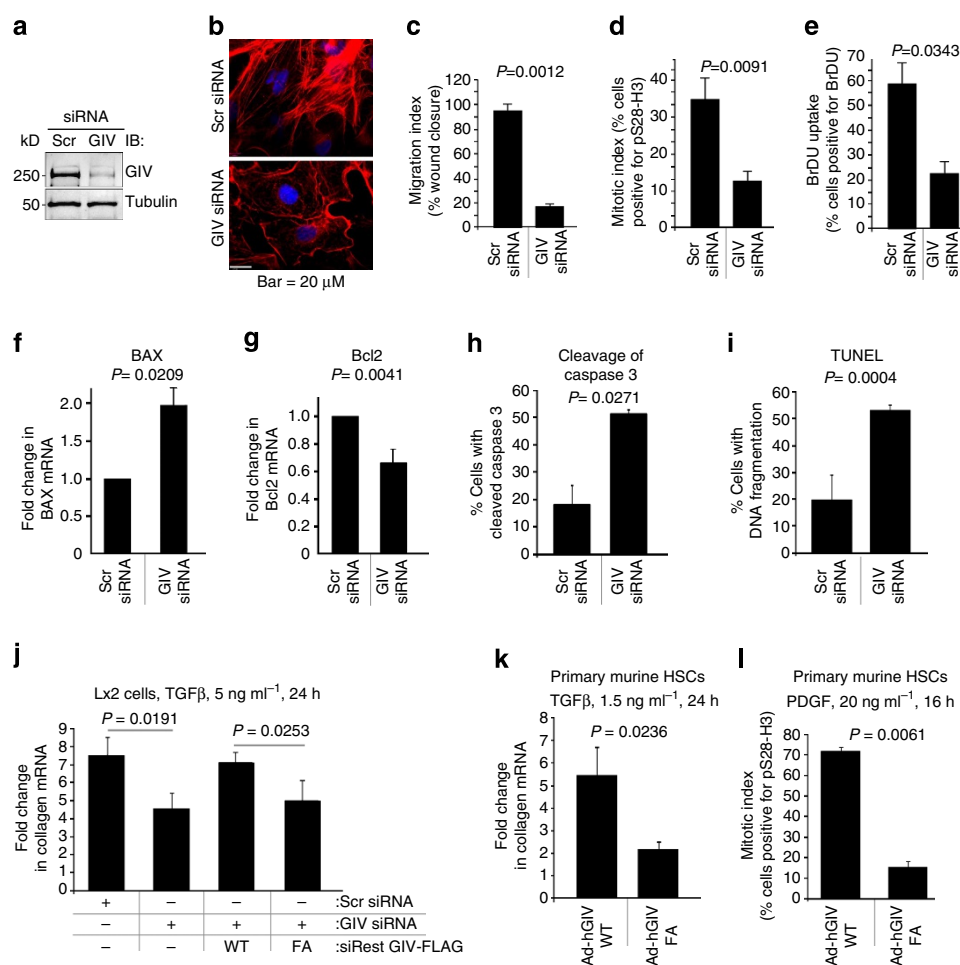 a
siRNA
kD Scr GIV IB:
250 GIV
50 Tubulin
b
Scr siRNA
GIV siRNA
Bar = 20 μM
c
P=0.0012
Migration index
(% wound closure)
120
100
80
60
40
20
0
Scr
siRNA
GIV
siRNA
d
P=0.0091
Mitotic index (% cells
positive for pS28-H3)
40
30
20
10
0
Scr
siRNA
GIV
siRNA
e
P=0.0343
BrDU uptake
(% cells positive for BrDU)
70
60
50
40
30
20
10
0
Scr
siRNA
GIV
siRNA
f
BAX
P= 0.0209
Fold change in
BAX mRNA
2.0
1.5
1.0
0.5
0
Scr
siRNA
GIV
siRNA
g
Bcl2
P= 0.0041
Fold change in
Bcl2 mRNA
1.0
0.8
0.6
0.4
0.2
0
Scr
siRNA
GIV
siRNA
h
Cleavage of
caspase 3
P= 0.0271
% Cells with
cleaved caspase 3
60
50
40
30
20
10
0
Scr
siRNA
GIV
siRNA
i
TUNEL
P= 0.0004
% Cells with
DNA fragmentation
60
50
40
30
20
10
0
Scr
siRNA
GIV
siRNA
j
Lx2 cells, TGFβ, 5 ng ml⁻¹, 24 h
P = 0.0191
P = 0.0253
Fold change
in collagen mRNA
9
8
7
6
5
4
3
2
1
0
+ – – – :Scr siRNA
– + + + :GIV siRNA
– – WT FA :siRest GIV-FLAG
k
Primary murine HSCs
TGFβ, 1.5 ng ml⁻¹, 24 h
P = 0.0236
Fold change
in collagen mRNA
8
7
6
5
4
3
2
1
0
Ad-hGIV
WT
Ad-hGIV
FA
l
Primary murine HSCs
PDGF, 20 ng ml⁻¹, 16 h
P = 0.0061
Mitotic index
(% cells positive for pS28-H3)
80
70
60
50
40
30
20
10
0
Ad-hGIV
WT
Ad-hGIV
FA